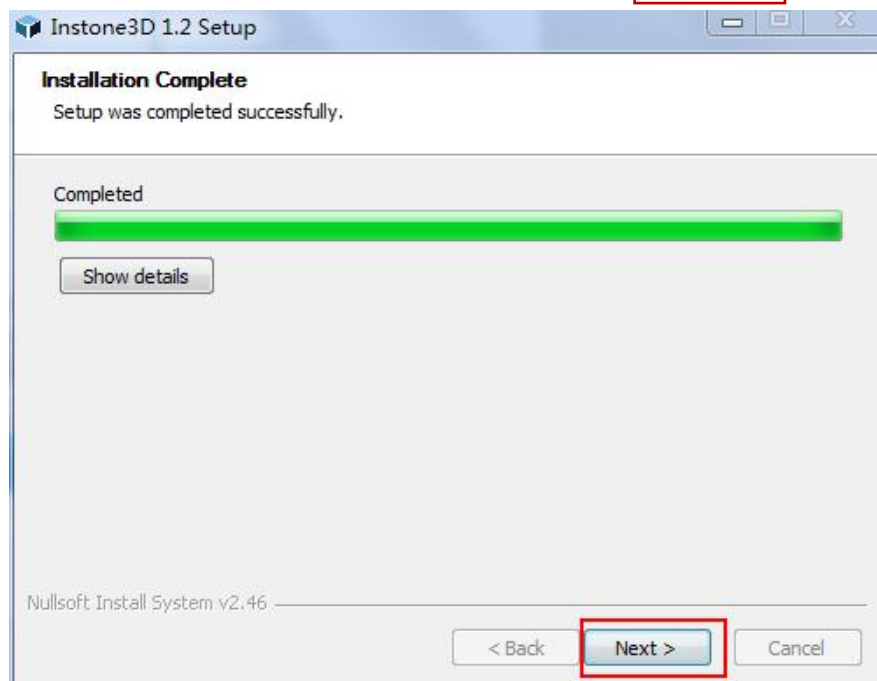 Instone3D 1.2 Setup
Installation Complete
Setup was completed successfully.
Completed
Show details
Nullsoft Install System v2.46
< Back
Next >
Cancel